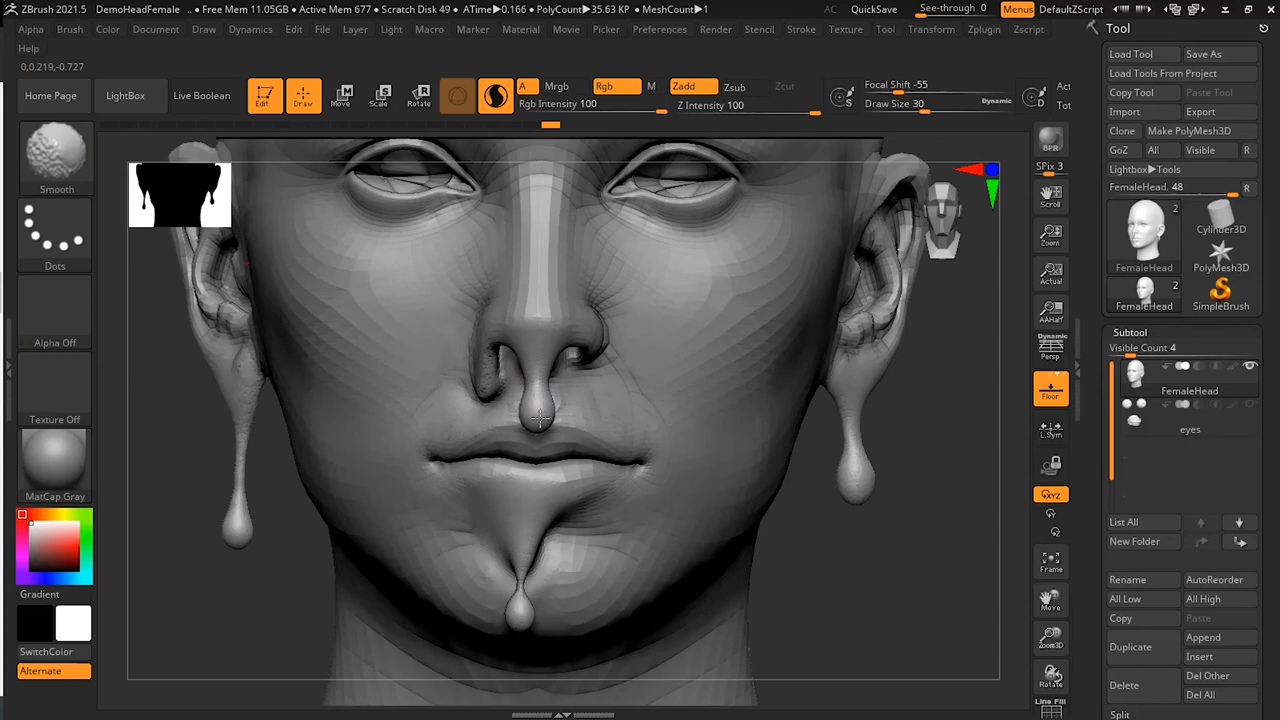 ZBrush 2021.5 DemoHeadFemale • Free Mem 11.05GB • Active Mem 677 • Scratch Disk 49 • ATime▶0.166 • PolyCount▶35.63 KP • MeshCount▶1 AC QuickSave See-through 0 Menus DefaultZScript
Alpha Brush Color Document Draw Dynamics Edit File Layer Light Macro Marker Material Movie Picker Preferences Render Stencil Stroke Texture Tool Transform Zplugin Zscript
Help
0,0.219,-0.727
Home Page LightBox Live Boolean Edit Draw Move Scale Rotate
A Mrgb Rgb M Zadd Zsub Zcut
Rgb Intensity 100 Z Intensity 100
S Focal Shift -55 D Act
Draw Size 30 Dynamic Tot
Smooth
Dots
Alpha Off
Texture Off
MatCap Gray
Gradient
SwitchColor
Alternate
BPR
SPix 3
Scroll
Zoom
Actual
AAHalf
Dynamic
Persp
Floor
L.Sym
XYZ
Y
Z
Frame
Move
Zoom3D
Rotate
Line Fill
Tool
Load Tool Save As
Load Tools From Project
Copy Tool Paste Tool
Import Export
Clone Make PolyMesh3D
GoZ All Visible R
Lightbox▶Tools
FemaleHead. 48 R
2
FemaleHead
Cylinder3D
PolyMesh3D
2
FemaleHead
SimpleBrush
Subtool
Visible Count 4
FemaleHead
eyes
List All
New Folder
Rename AutoReorder
All Low All High
Copy Paste
Duplicate Append
Insert
Delete Del Other
Del All
Split